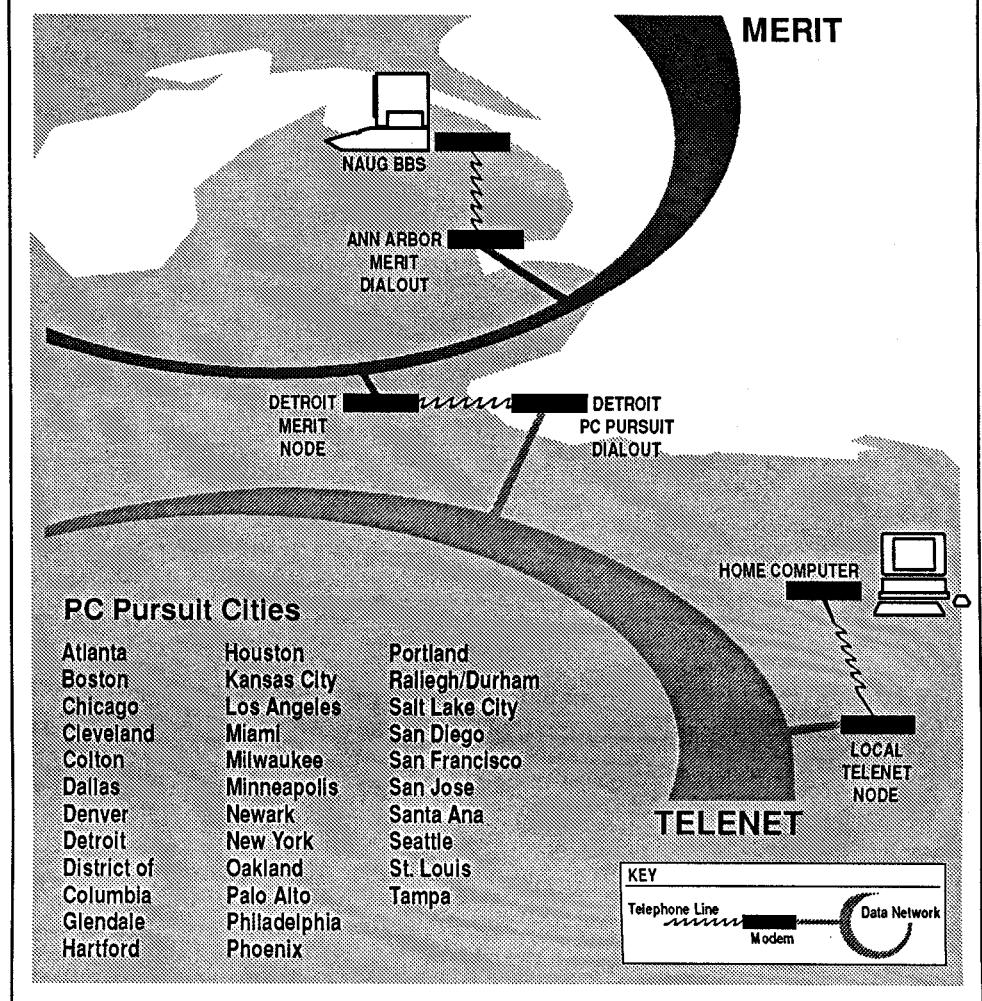 MERIT
NAUG BBS
ANN ARBOR
MERIT
DIALOUT
DETROIT
MERIT
NODE
DETROIT
PC PURSUIT
DIALOUT
HOME COMPUTER
LOCAL
TELENET
NODE
TELENET
PC Pursuit Cities
Atlanta
Boston
Chicago
Cleveland
Colton
Dallas
Denver
Detroit
District of
Columbia
Glendale
Hartford
Houston
Kansas City
Los Angeles
Miami
Milwaukee
Minneapolis
Newark
New York
Oakland
Palo Alto
Philadelphia
Phoenix
Portland
Raliegh/Durham
Salt Lake City
San Diego
San Francisco
San Jose
Santa Ana
Seattle
St. Louis
Tampa
KEY
Telephone Line
Modem
Data Network